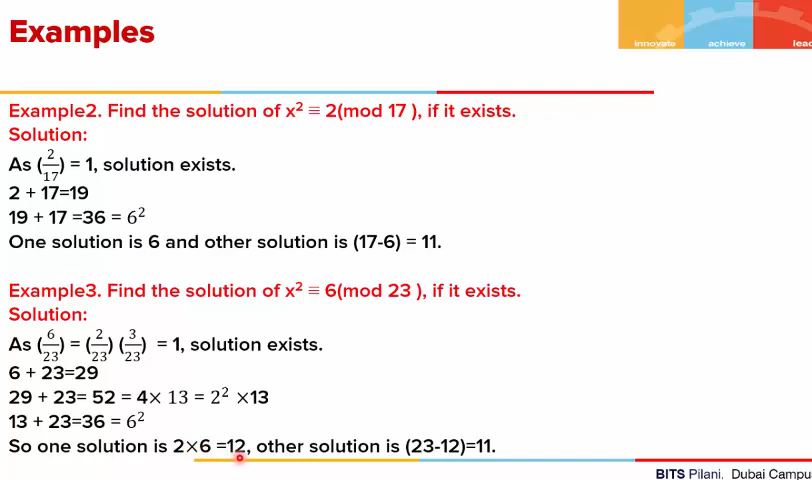 Examples
innovate achieve lead
Example2. Find the solution of x² ≡ 2(mod 17 ), if it exists.
Solution:
As (2/17) = 1, solution exists.
2 + 17=19
19 + 17 =36 = 6²
One solution is 6 and other solution is (17-6) = 11.
Example3. Find the solution of x² ≡ 6(mod 23 ), if it exists.
Solution:
As (6/23) = (2/23) (3/23) = 1, solution exists.
6 + 23=29
29 + 23= 52 = 4× 13 = 2² ×13
13 + 23=36 = 6²
So one solution is 2×6 =12, other solution is (23-12)=11.
BITS Pilani, Dubai Campu